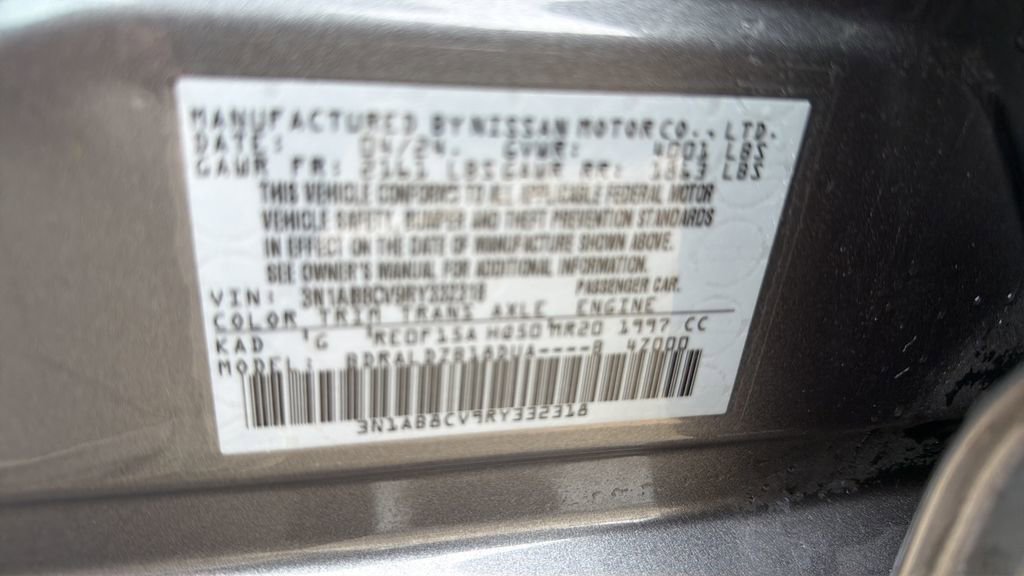 MANUFACTURED BY NISSAN MOTOR CO., LTD.
DATE: 04/24. GVWR: 4001 LBS
GAWR FR: 2161 LBS GAWR RR: 1863 LBS
THIS VEHICLE CONFORMS TO ALL APPLICABLE FEDERAL MOTOR
VEHICLE SAFETY, BUMPER AND THEFT PREVENTION STANDARDS
IN EFFECT ON THE DATE OF MANUFACTURE SHOWN ABOVE.
SEE OWNER'S MANUAL FOR ADDITIONAL INFORMATION.
VIN: 3N1AB8CV9RY332318 PASSENGER CAR.
COLOR TRIM TRANS AXLE ENGINE
KAD G RE0F15A MR20 1997 CC
MODEL: 47000
3N1AB8CV9RY332318